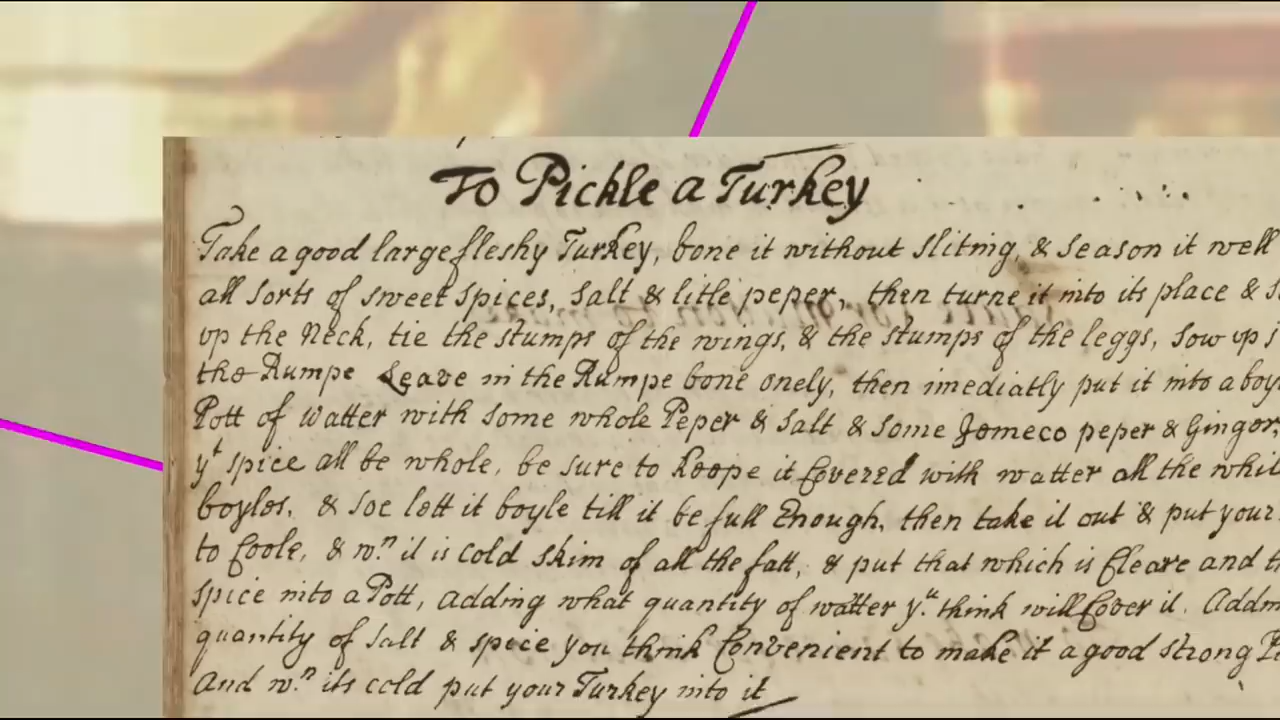 To Pickle a Turkey
Take a good large fleshy Turkey, bone it without sliting, & season it well
all sorts of sweet spices, salt & litle peper, then turne it into its place &
up the Neck, tie the stumps of the wings, & the stumps of the leggs, sow up
the Rumpe Leave in the Rumpe bone onely, then imediatly put it into a
Pott of watter with some whole Peper & salt & some Jemeco peper & Ginger,
yt spice all be whole, be sure to Keepe it Covered with watter all the
boyles, & soe lett it boyle till it be full Enough, then take it out & put your
to Coole, & wn it is cold skim of all the fatt, & put that which is Cleare and
spice into a Pott, adding what quantity of watter yu think will Cover it. 
quantity of salt & spice you think Convenient to make it a good strong
And wn its cold put your Turkey into it